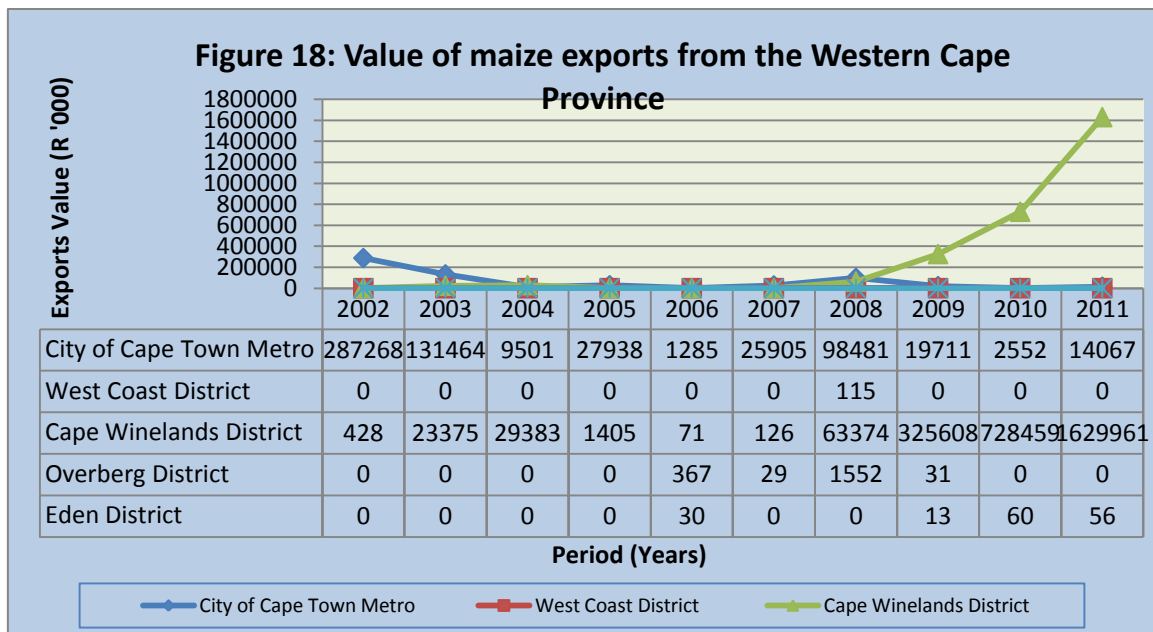 Figure 18: Value of maize exports from the Western Cape
Province
Exports Value (R '000)
1800000
1600000
1400000
1200000
1000000
800000
600000
400000
200000
0
2002 2003 2004 2005 2006 2007 2008 2009 2010 2011
City of Cape Town Metro 287268 131464 9501 27938 1285 25905 98481 19711 2552 14067
West Coast District 0 0 0 0 0 0 115 0 0 0
Cape Winelands District 428 23375 29383 1405 71 126 63374 325608 728459 1629961
Overberg District 0 0 0 0 367 29 1552 31 0 0
Eden District 0 0 0 0 30 0 0 13 60 56
Period (Years)
City of Cape Town Metro West Coast District Cape Winelands District